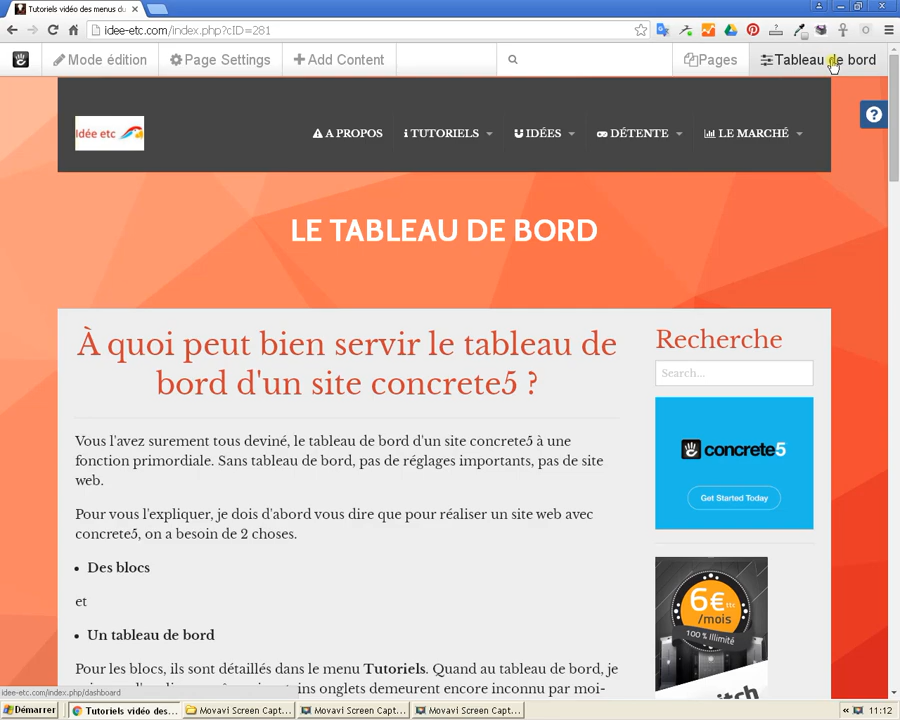 Tutoriels vidéo des menus du
idee-etc.com/index.php?cID=281
Mode édition
Page Settings
Add Content
Pages
Tableau de bord
Idée etc
A PROPOS
TUTORIELS
IDÉES
DÉTENTE
LE MARCHÉ
?
LE TABLEAU DE BORD
À quoi peut bien servir le tableau de
bord d'un site concrete5 ?
Vous l'avez surement tous deviné, le tableau de bord d'un site concrete5 à une
fonction primordiale. Sans tableau de bord, pas de réglages importants, pas de site
web.
Pour vous l'expliquer, je dois d'abord vous dire que pour réaliser un site web avec
concrete5, on a besoin de 2 choses.
• Des blocs
et
• Un tableau de bord
Pour les blocs, ils sont détaillés dans le menu Tutoriels. Quand au tableau de bord, je
ins onglets demeurent encore inconnu par moi-
Recherche
Search...
concrete5
Get Started Today
6€ ttc
/mois
100 % Illimité
itch
idee-etc.com/index.php/dashboard
Démarrer
Tutoriels vidéo des...
Movavi Screen Capt...
Movavi Screen Capt...
Movavi Screen Capt...
11:12